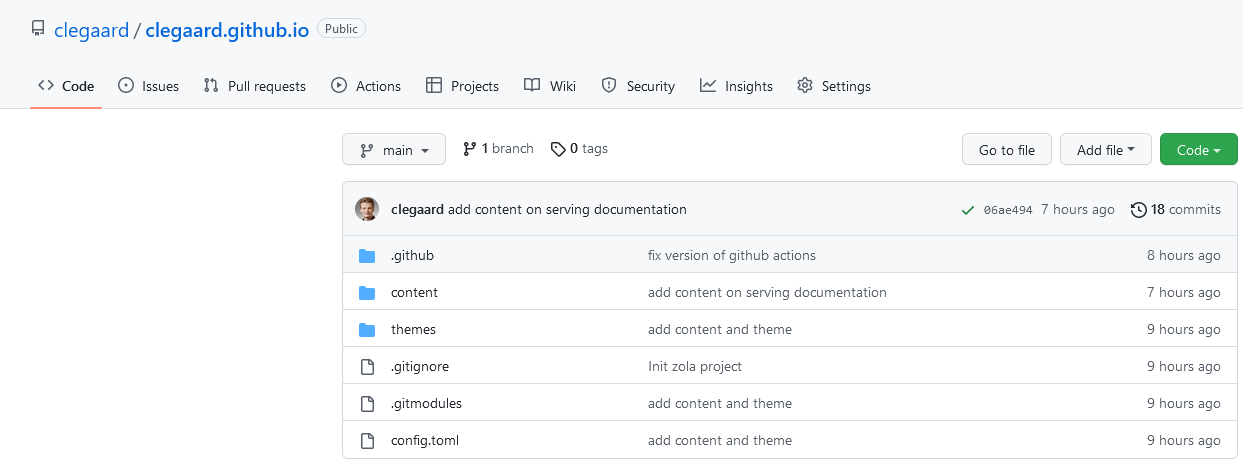 clegaard / clegaard.github.io Public
Code Issues Pull requests Actions Projects Wiki Security Insights Settings
main 1 branch 0 tags Go to file Add file Code
clegaard add content on serving documentation 06ae494 7 hours ago 18 commits
.github fix version of github actions 8 hours ago
content add content on serving documentation 7 hours ago
themes add content and theme 9 hours ago
.gitignore Init zola project 9 hours ago
.gitmodules add content and theme 9 hours ago
config.toml add content and theme 9 hours ago